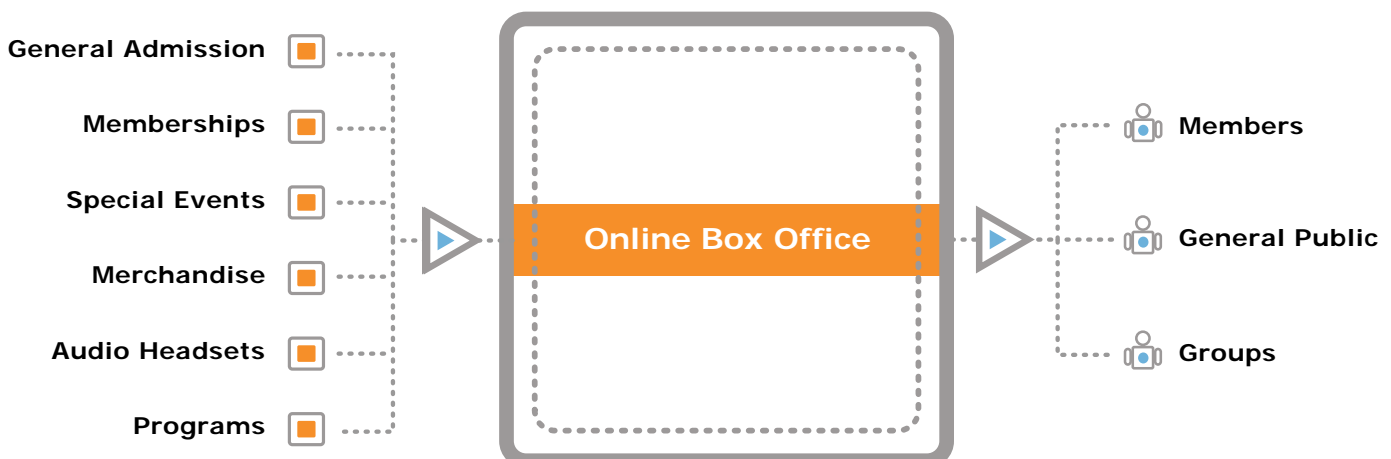 General Admission
Memberships
Special Events
Merchandise
Audio Headsets
Programs
Online Box Office
Members
General Public
Groups